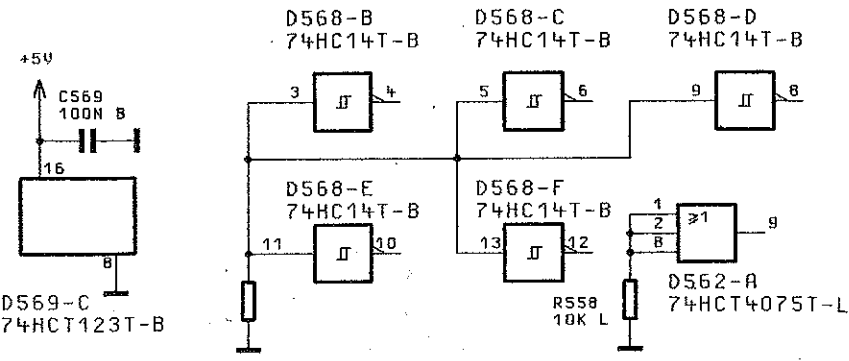 D568-B
74HC14T-B
D568-C
74HC14T-B
D568-D
74HC14T-B
+5V
C569
100N B
3
4
5
6
9
8
16
D568-E
74HC14T-B
D568-F
74HC14T-B
1
2
8
≥1
9
11
10
13
12
8
D569-C
74HCT123T-B
R558
10K L
D562-A
74HCT4075T-L